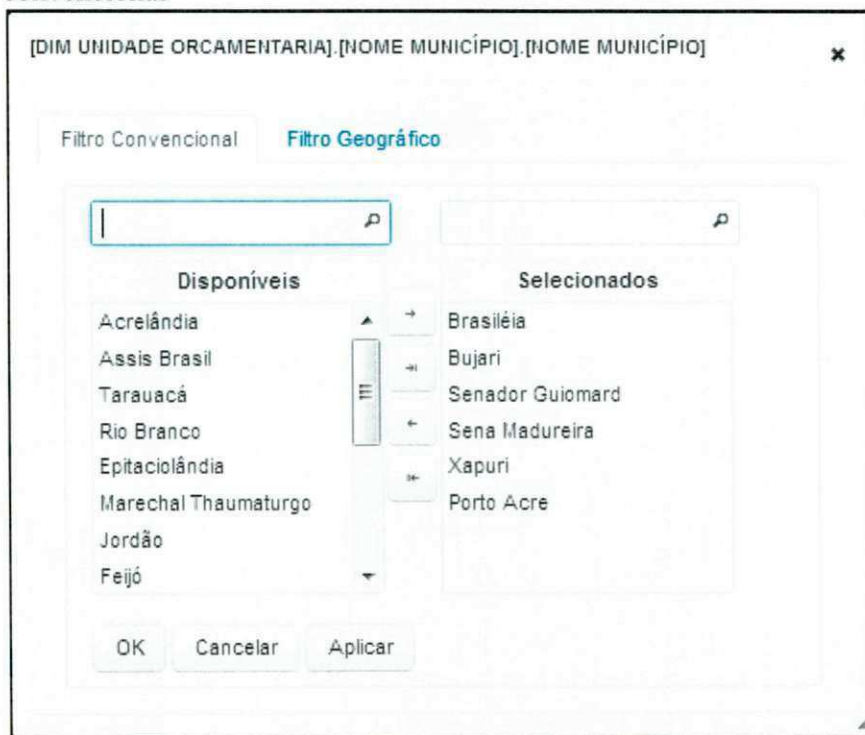 [DIM UNIDADE ORCAMENTARIA].[NOME MUNICÍPIO].[NOME MUNICÍPIO]
Filtro Convencional Filtro Geográfico
Disponíveis Selecionados
Acrelândia Brasiléia
Assis Brasil Bujari
Tarauacá Senador Guiomard
Rio Branco Sena Madureira
Epitaciolândia Xapuri
Marechal Thaumaturgo Porto Acre
Jordão
Feijó
OK Cancelar Aplicar